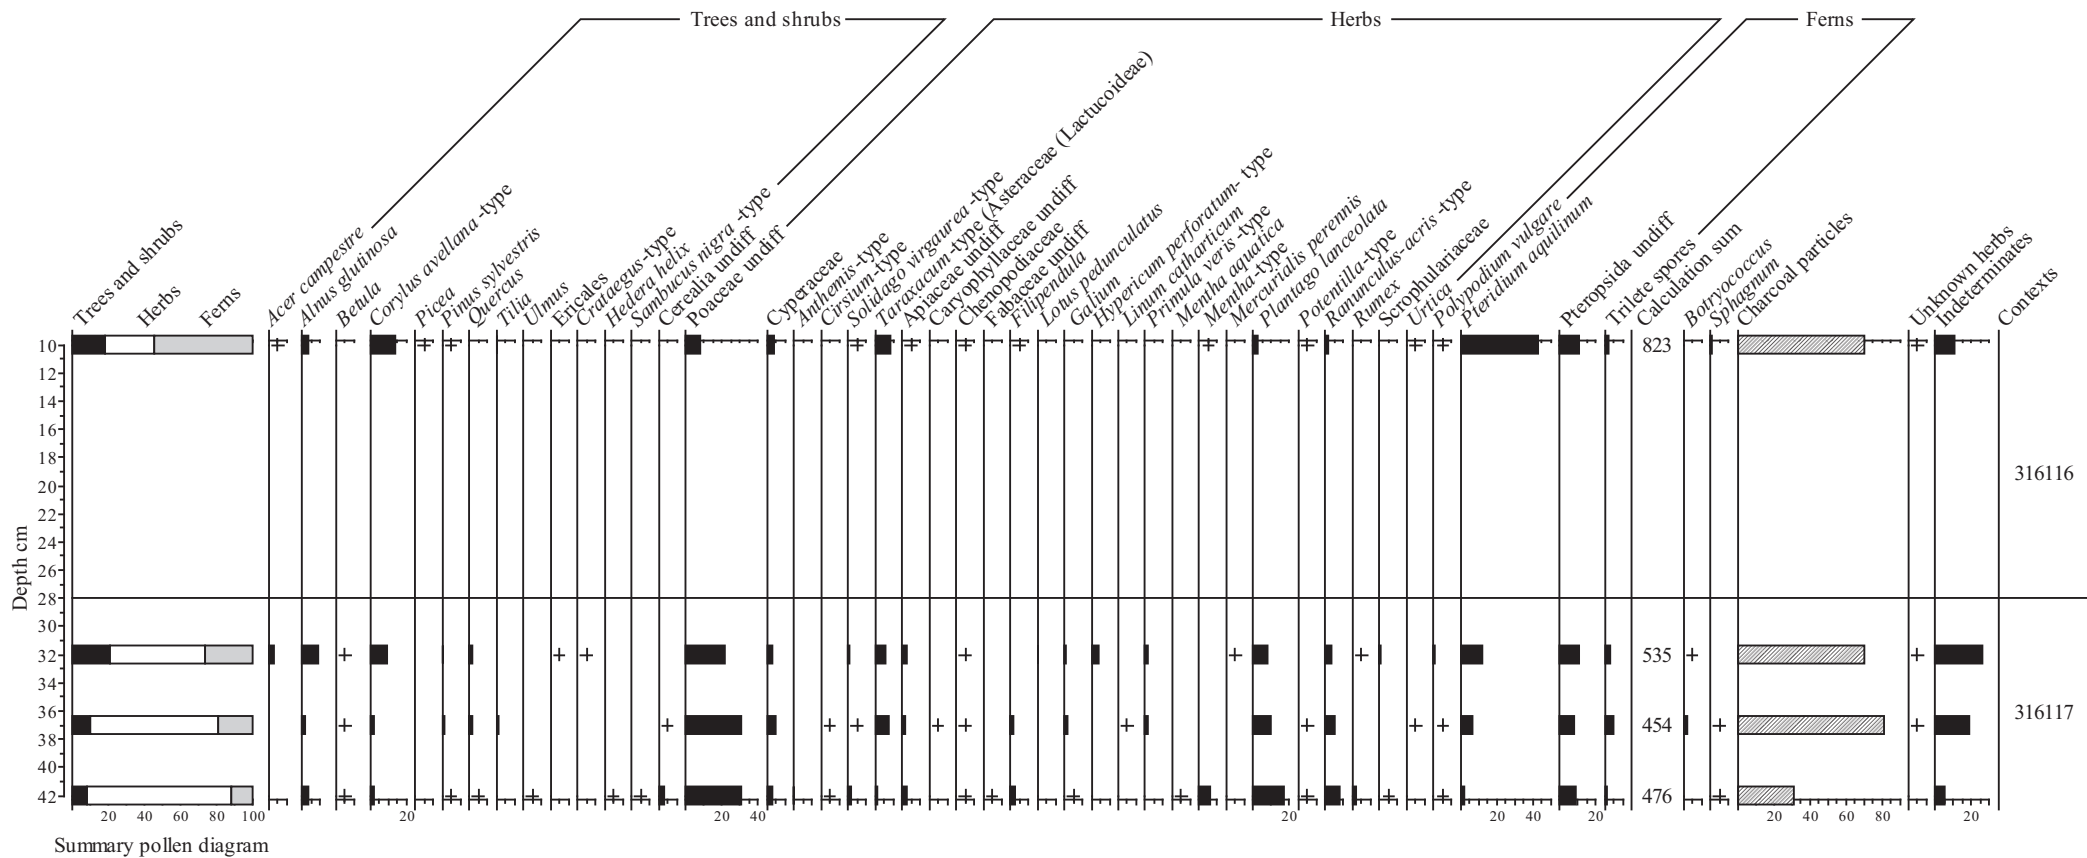 Trees and shrubs
Herbs
Ferns
Trees and shrubs
Herbs
Ferns
Acer campestre
Alnus glutinosa
Betula
Corylus avellana -type
Picea
Pinus sylvestris
Quercus
Tilia
Ulmus
Ericales
Crataegus-type
Hedera helix
Sambucus nigra -type
Cerealia undiff
Poaceae undiff
Cyperaceae
Anthemis-type
Cirsium-type
Solidago virgaurea-type
Taraxacum-type (Asteraceae (Lactucoideae)
Apiaceae undiff
Caryophyllaceae undiff
Chenopodiaceae
Fabaceae undiff
Filipendula
Lotus pedunculatus
Galium
Hypericum perforatum- type
Linum catharticum
Primula veris -type
Mentha aquatica
Mentha-type
Mercurialis perennis
Plantago lanceolata
Potentilla-type
Ranunculus-acris -type
Rumex
Scrophulariaceae
Urtica
Polypodium vulgare
Pteridium aquilinum
Pteropsida undiff
Trilete spores
Calculation sum
Botryococcus
Sphagnum
Charcoal particles
Unknown herbs
Indeterminates
Contexts
Depth cm
10 + + + + + + + + + + + 823 +
12
14
16
18
20
316116
22
24
26
28
30
32 + + + + + + 535 + +
34
36
+ + + + + + + + + + 454 + +
316117
38
40
42 + + + + + + + + + + + + + + 476 +
20 40 60 80 100 20 20 40 20 20 40 20 20 40 60 80 20
Summary pollen diagram